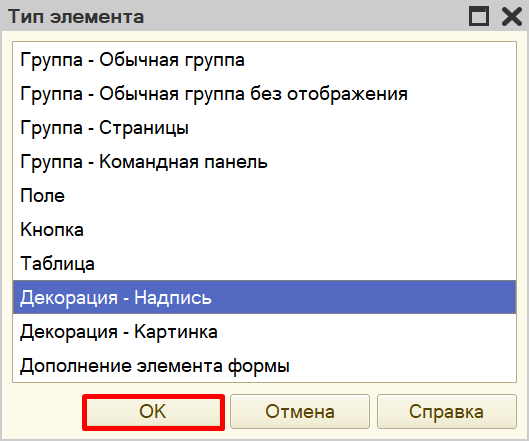 Тип элемента
Группа - Обычная группа
Группа - Обычная группа без отображения
Группа - Страницы
Группа - Командная панель
Поле
Кнопка
Таблица
Декорация - Надпись
Декорация - Картинка
Дополнение элемента формы
ОК Отмена Справка